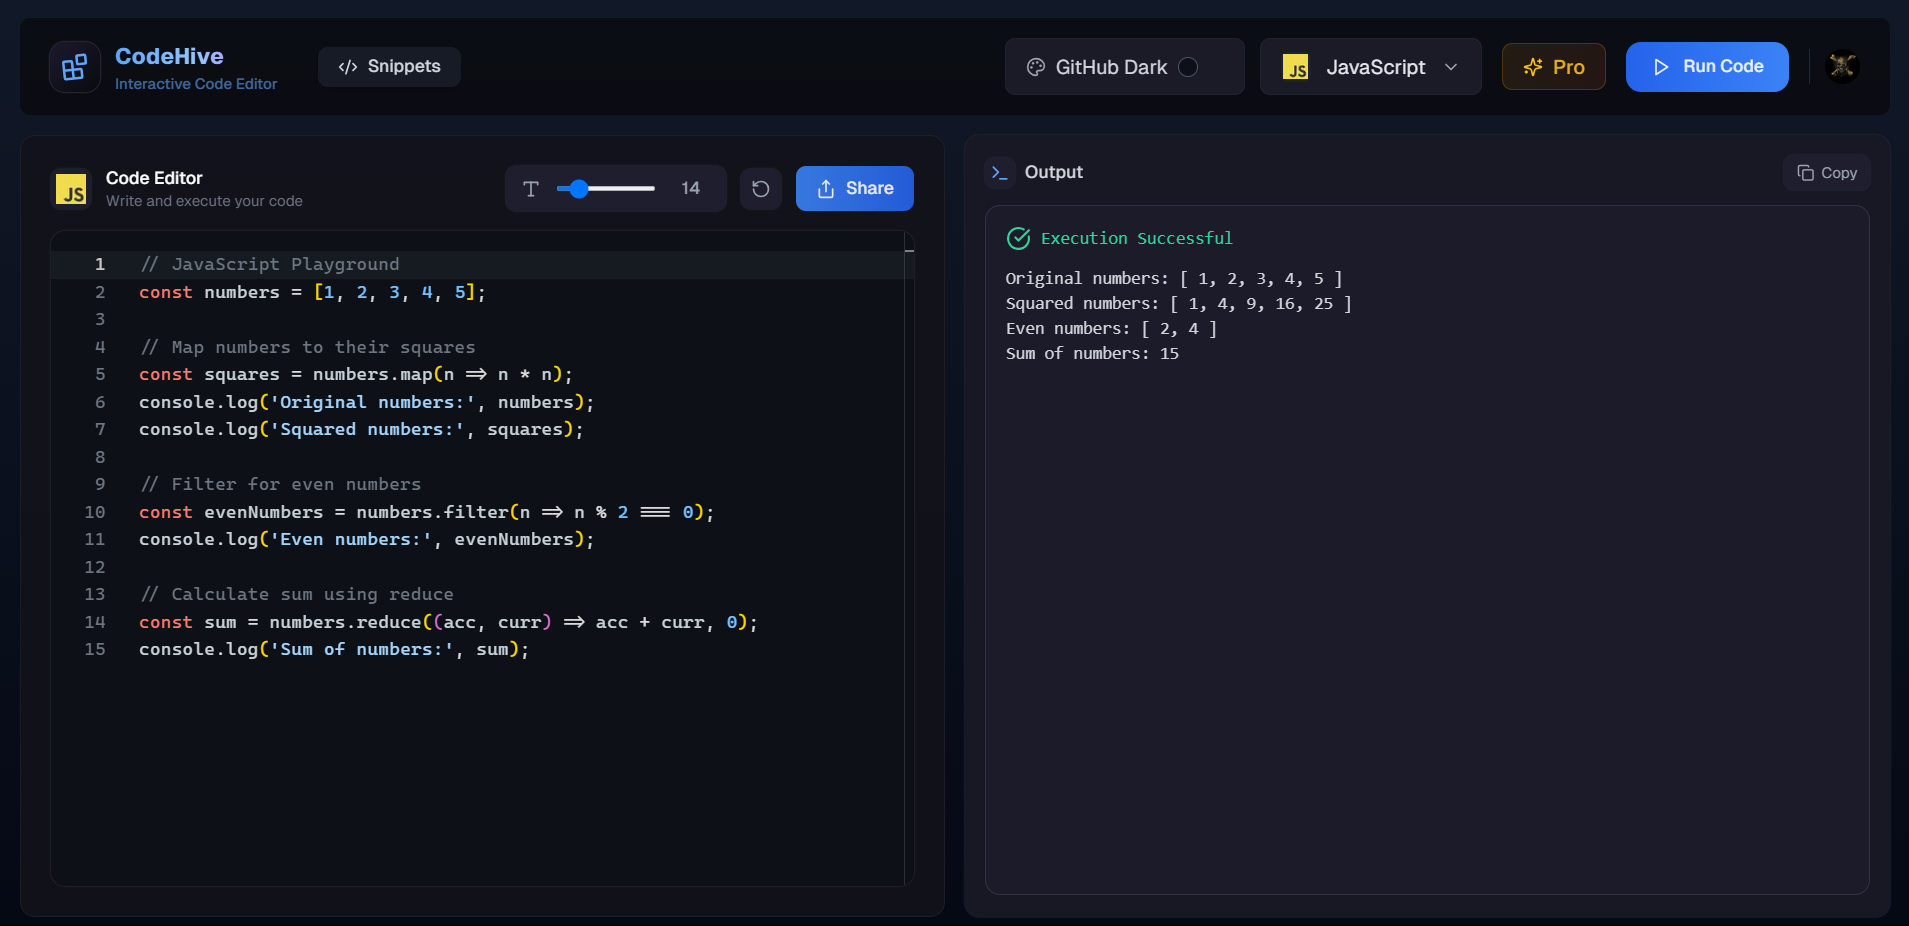 CodeHive
Interactive Code Editor
</> Snippets
GitHub Dark
JS JavaScript
Pro
Run Code
JS
Code Editor
Write and execute your code
T 14
Share
1 // JavaScript Playground
2 const numbers = [1, 2, 3, 4, 5];
3
4 // Map numbers to their squares
5 const squares = numbers.map(n => n * n);
6 console.log('Original numbers:', numbers);
7 console.log('Squared numbers:', squares);
8
9 // Filter for even numbers
10 const evenNumbers = numbers.filter(n => n % 2 === 0);
11 console.log('Even numbers:', evenNumbers);
12
13 // Calculate sum using reduce
14 const sum = numbers.reduce((acc, curr) => acc + curr, 0);
15 console.log('Sum of numbers:', sum);
Output
Copy
Execution Successful
Original numbers: [ 1, 2, 3, 4, 5 ]
Squared numbers: [ 1, 4, 9, 16, 25 ]
Even numbers: [ 2, 4 ]
Sum of numbers: 15